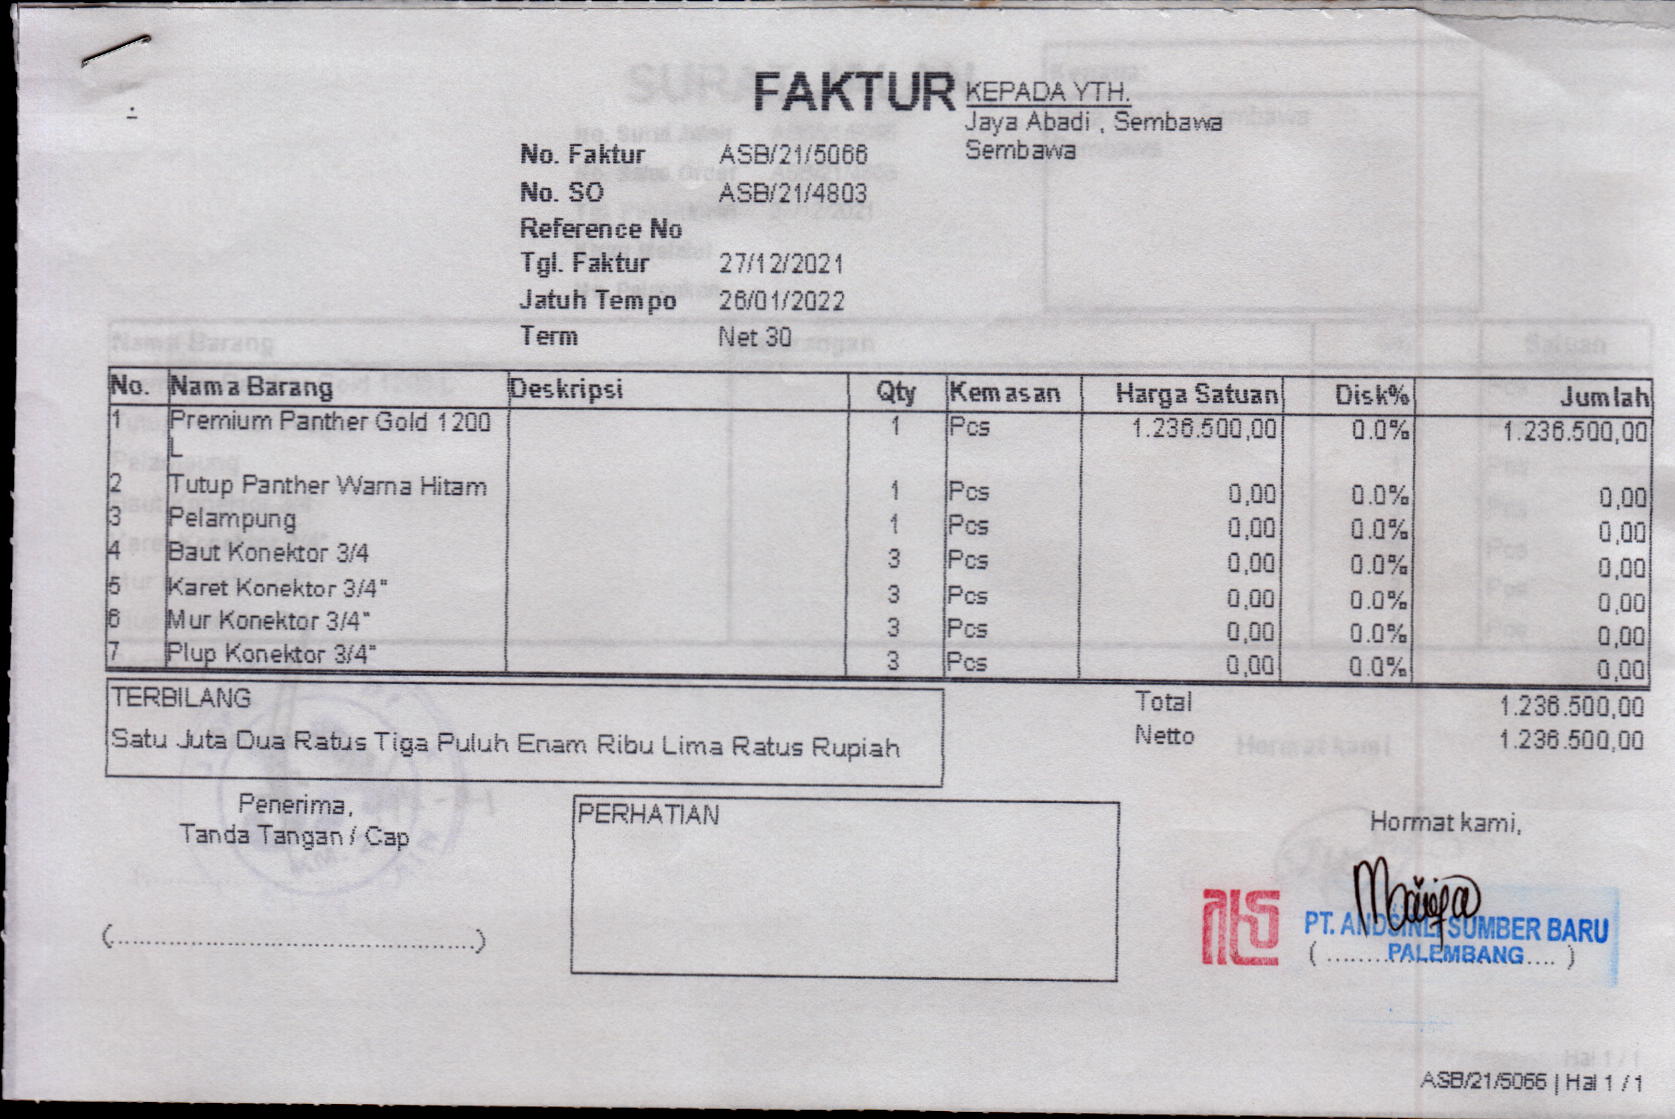 FAKTUR
KEPADA YTH.
Jaya Abadi , Sembawa
Sembawa
No. Faktur ASB/21/5066
No. SO ASB/21/4803
Reference No
Tgl. Faktur 27/12/2021
Jatuh Tempo 26/01/2022
Term Net 30
No. Nama Barang Deskripsi Qty Kemasan Harga Satuan Disk% Jumlah
1 Premium Panther Gold 1200 1 Pcs 1.236.500,00 0.0% 1.236.500,00
L
2 Tutup Panther Warna Hitam 1 Pcs 0,00 0.0% 0,00
3 Pelampung 1 Pcs 0,00 0.0% 0,00
4 Baut Konektor 3/4 3 Pcs 0,00 0.0% 0,00
5 Karet Konektor 3/4" 3 Pcs 0,00 0.0% 0,00
6 Mur Konektor 3/4" 3 Pcs 0,00 0.0% 0,00
7 Plup Konektor 3/4" 3 Pcs 0,00 0.0% 0,00
TERBILANG
Satu Juta Dua Ratus Tiga Puluh Enam Ribu Lima Ratus Rupiah
Total 1.236.500,00
Netto 1.236.500,00
Penerima,
Tanda Tangan / Cap
PERHATIAN
Hormat kami,
PT. ANDSINLI SUMBER BARU
PALEMBANG
ASB/21/5066 | Hal 1 / 1